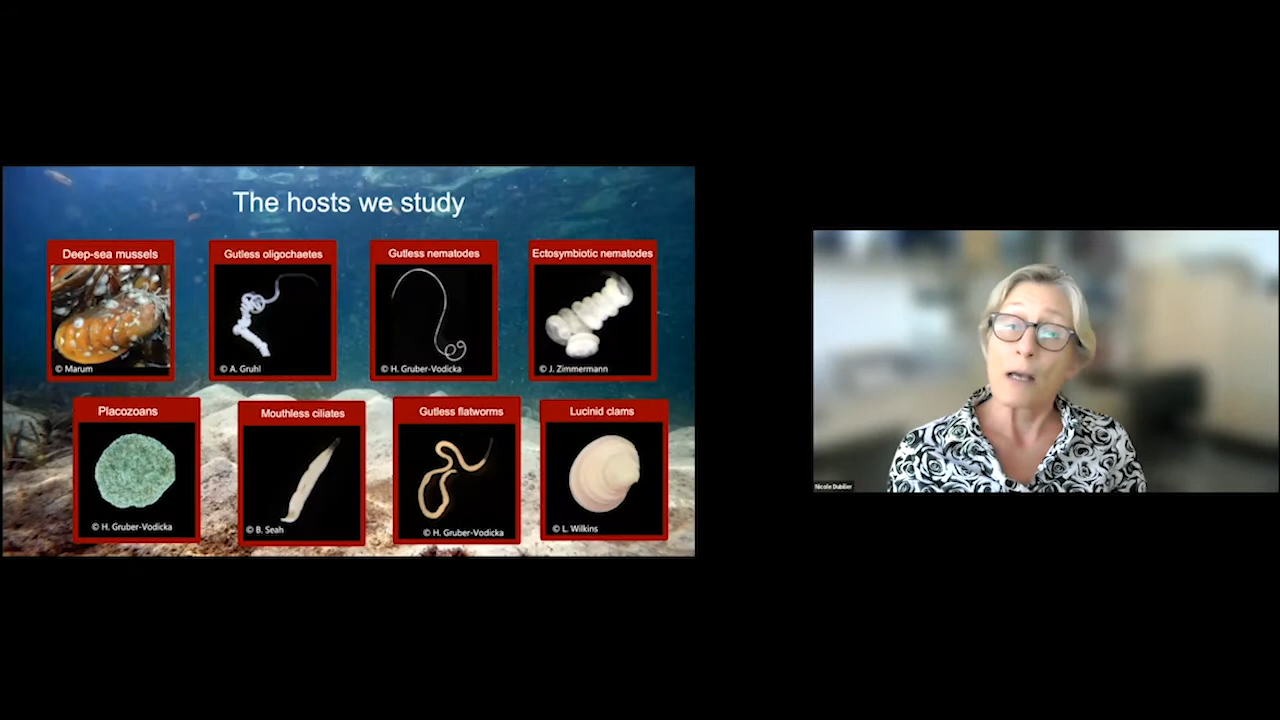 The hosts we study
Deep-sea mussels
© Marum
Gutless oligochaetes
© A. Gruhl
Gutless nematodes
© H. Gruber-Vodicka
Ectosymbiotic nematodes
© J. Zimmermann
Placozoans
© H. Gruber-Vodicka
Mouthless ciliates
© B. Seah
Gutless flatworms
© H. Gruber-Vodicka
Lucinid clams
© L. Wilkins
Nicole Dubilier